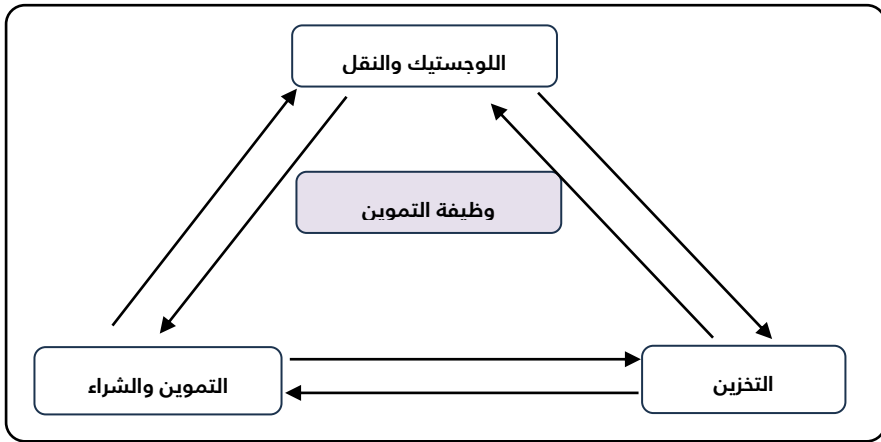 اللوجستيك والنقل
وظيفة التموين
التموين والشراء
التخزين